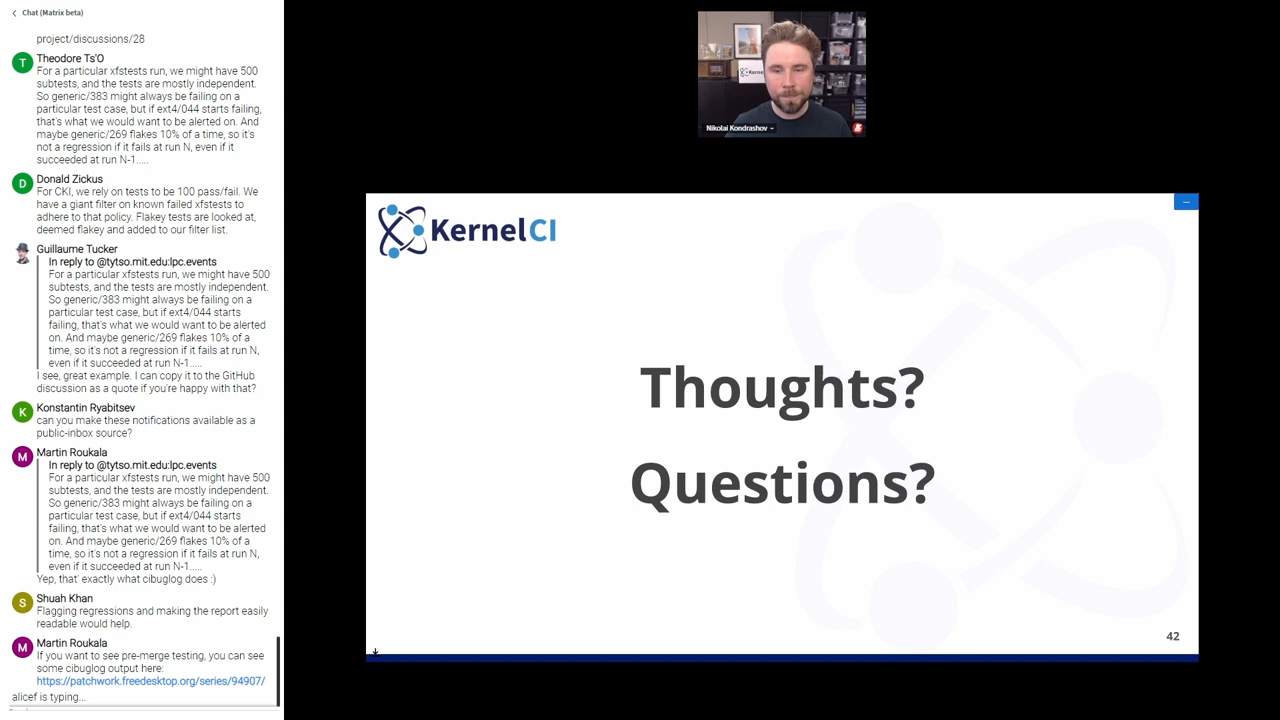 Chat (Matrix beta)
project/discussions/28
T
Theodore Ts'O
For a particular xfstests run, we might have 500
subtests, and the tests are mostly independent.
So generic/383 might always be failing on a
particular test case, but if ext4/044 starts failing,
that's what we would want to be alerted on. And
maybe generic/269 flakes 10% of a time, so it's
not a regression if it fails at run N, even if it
succeeded at run N-1.....
D
Donald Zickus
For CKI, we rely on tests to be 100 pass/fail. We
have a giant filter on known failed xfstests to
adhere to that policy. Flakey tests are looked at,
deemed flakey and added to our filter list.
Guillaume Tucker
In reply to @tytso.mit.edu:lpc.events
For a particular xfstests run, we might have 500
subtests, and the tests are mostly independent.
So generic/383 might always be failing on a
particular test case, but if ext4/044 starts
failing, that's what we would want to be alerted
on. And maybe generic/269 flakes 10% of a
time, so it's not a regression if it fails at run N,
even if it succeeded at run N-1.....
I see, great example. I can copy it to the GitHub
discussion as a quote if you're happy with that?
K
Konstantin Ryabitsev
can you make these notifications available as a
public-inbox source?
M
Martin Roukala
In reply to @tytso.mit.edu:lpc.events
For a particular xfstests run, we might have 500
subtests, and the tests are mostly independent.
So generic/383 might always be failing on a
particular test case, but if ext4/044 starts
failing, that's what we would want to be alerted
on. And maybe generic/269 flakes 10% of a
time, so it's not a regression if it fails at run N,
even if it succeeded at run N-1.....
Yep, that' exactly what cibuglog does :)
S
Shuah Khan
Flagging regressions and making the report easily
readable would help.
M
Martin Roukala
If you want to see pre-merge testing, you can see
some cibuglog output here:
https://patchwork.freedesktop.org/series/94907/
alicef is typing...
Nikolai Kondrashov
KernelCI
Thoughts?
Questions?
42